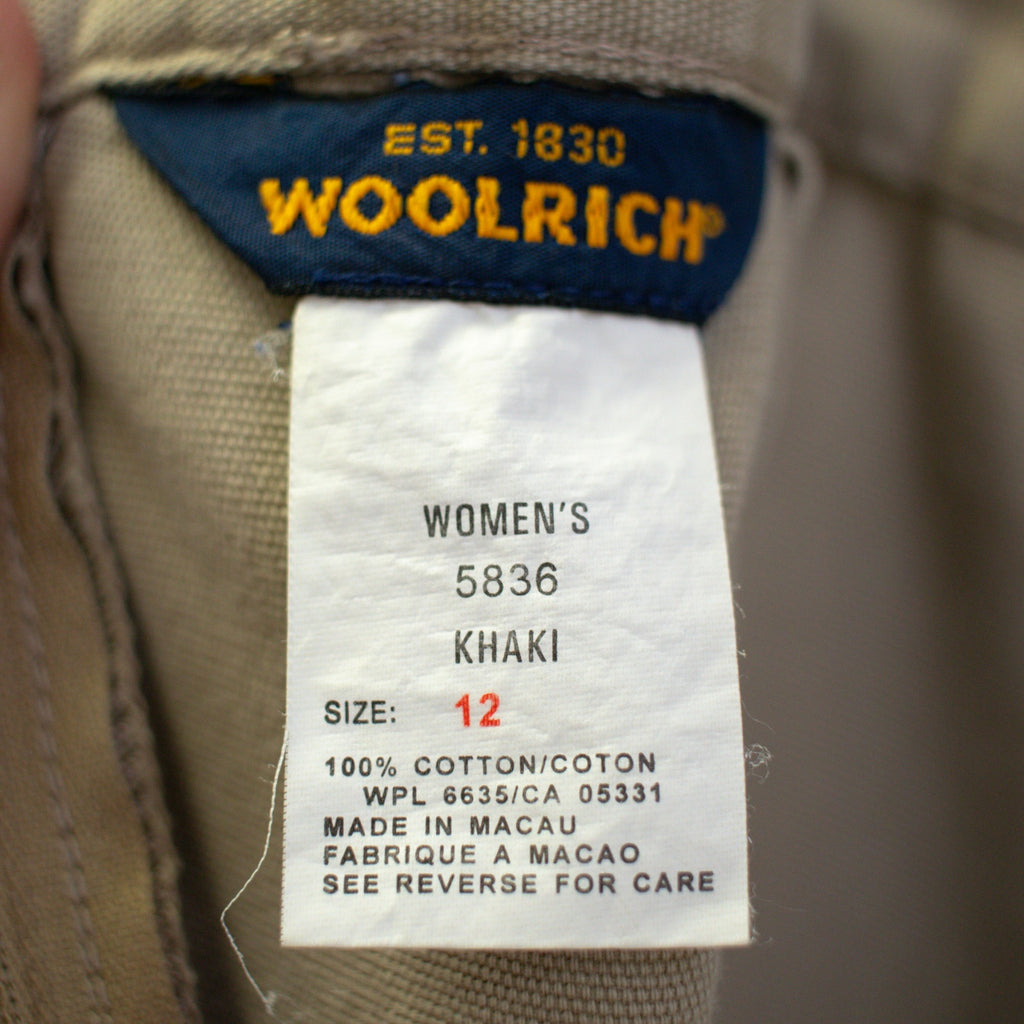 EST. 1830
WOOLRICH®
WOMEN'S
5836
KHAKI
SIZE: 12
100% COTTON/COTON
WPL 6635/CA 05331
MADE IN MACAU
FABRIQUE A MACAO
SEE REVERSE FOR CARE